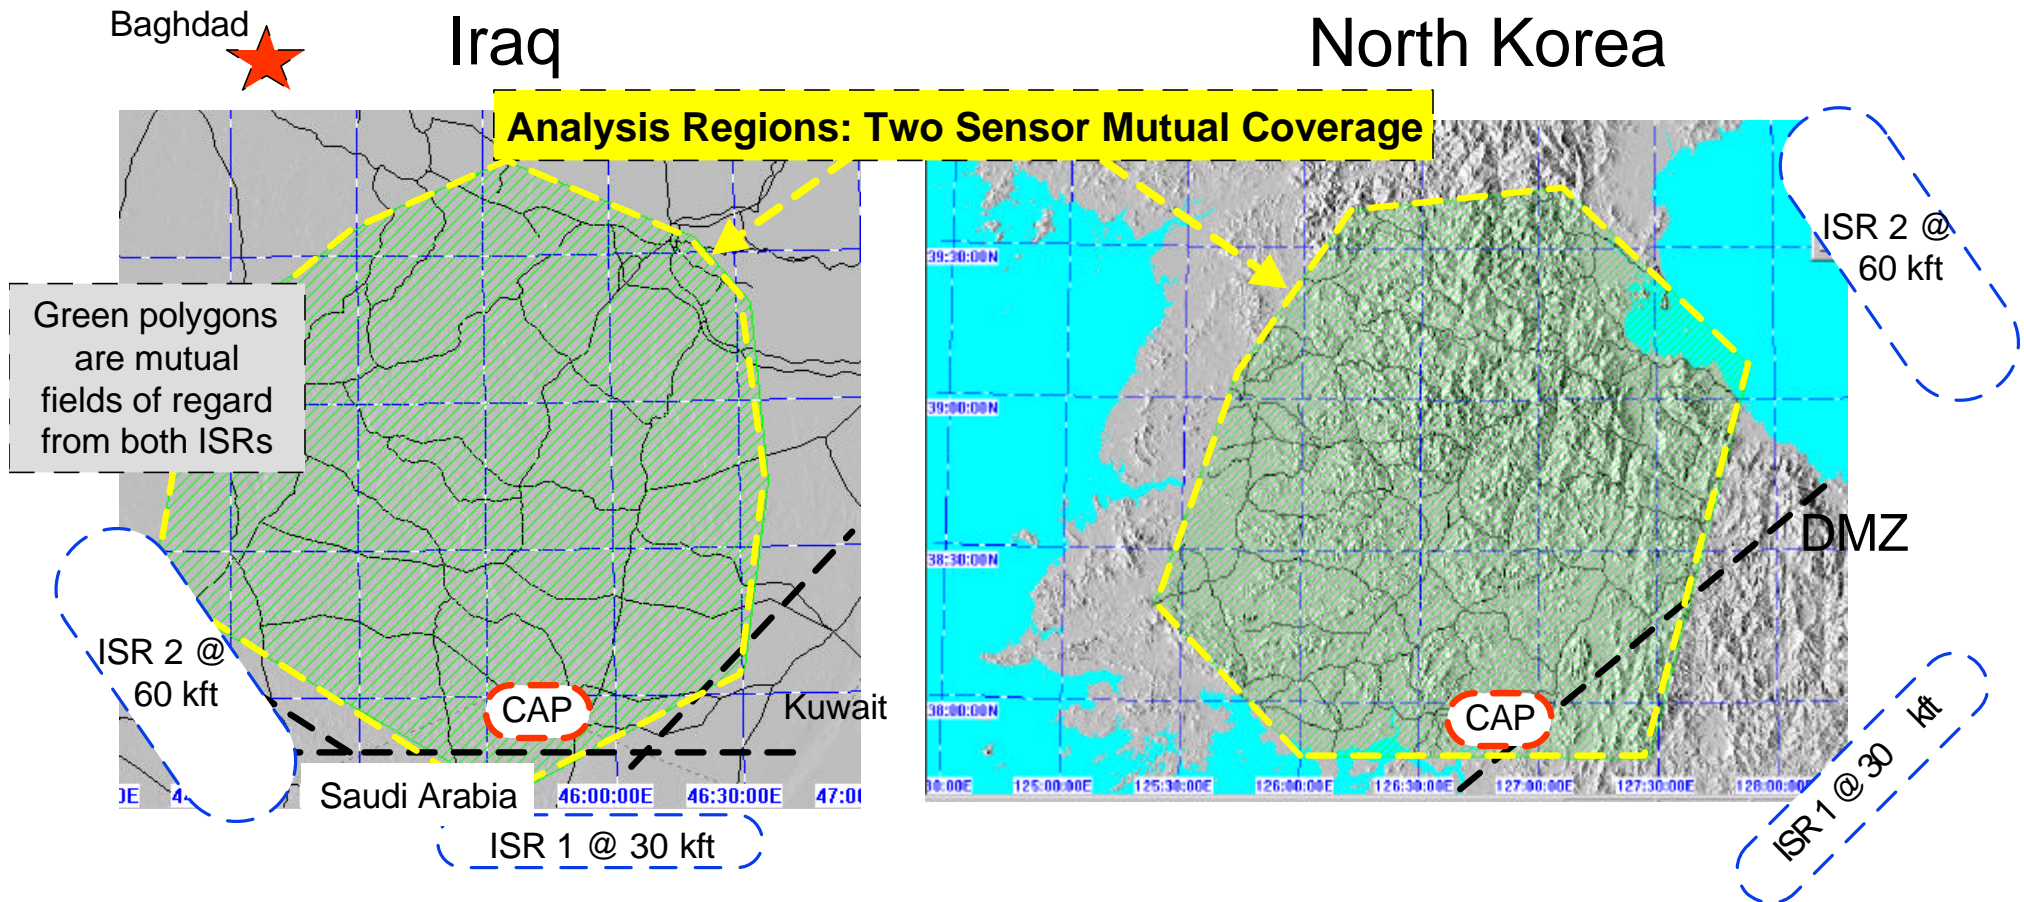 Baghdad
Iraq
North Korea
Analysis Regions: Two Sensor Mutual Coverage
Green polygons
are mutual
fields of regard
from both ISRs
ISR 2 @
60 kft
CAP
Kuwait
Saudi Arabia
46:00:00E
46:30:00E
ISR 1 @ 30 kft
39:30:00N
39:00:00N
38:30:00N
38:00:00N
125:00:00E
125:30:00E
126:00:00E
126:30:00E
127:00:00E
127:30:00E
128:00:00E
ISR 2 @
60 kft
DMZ
CAP
ISR 1 @ 30 kft